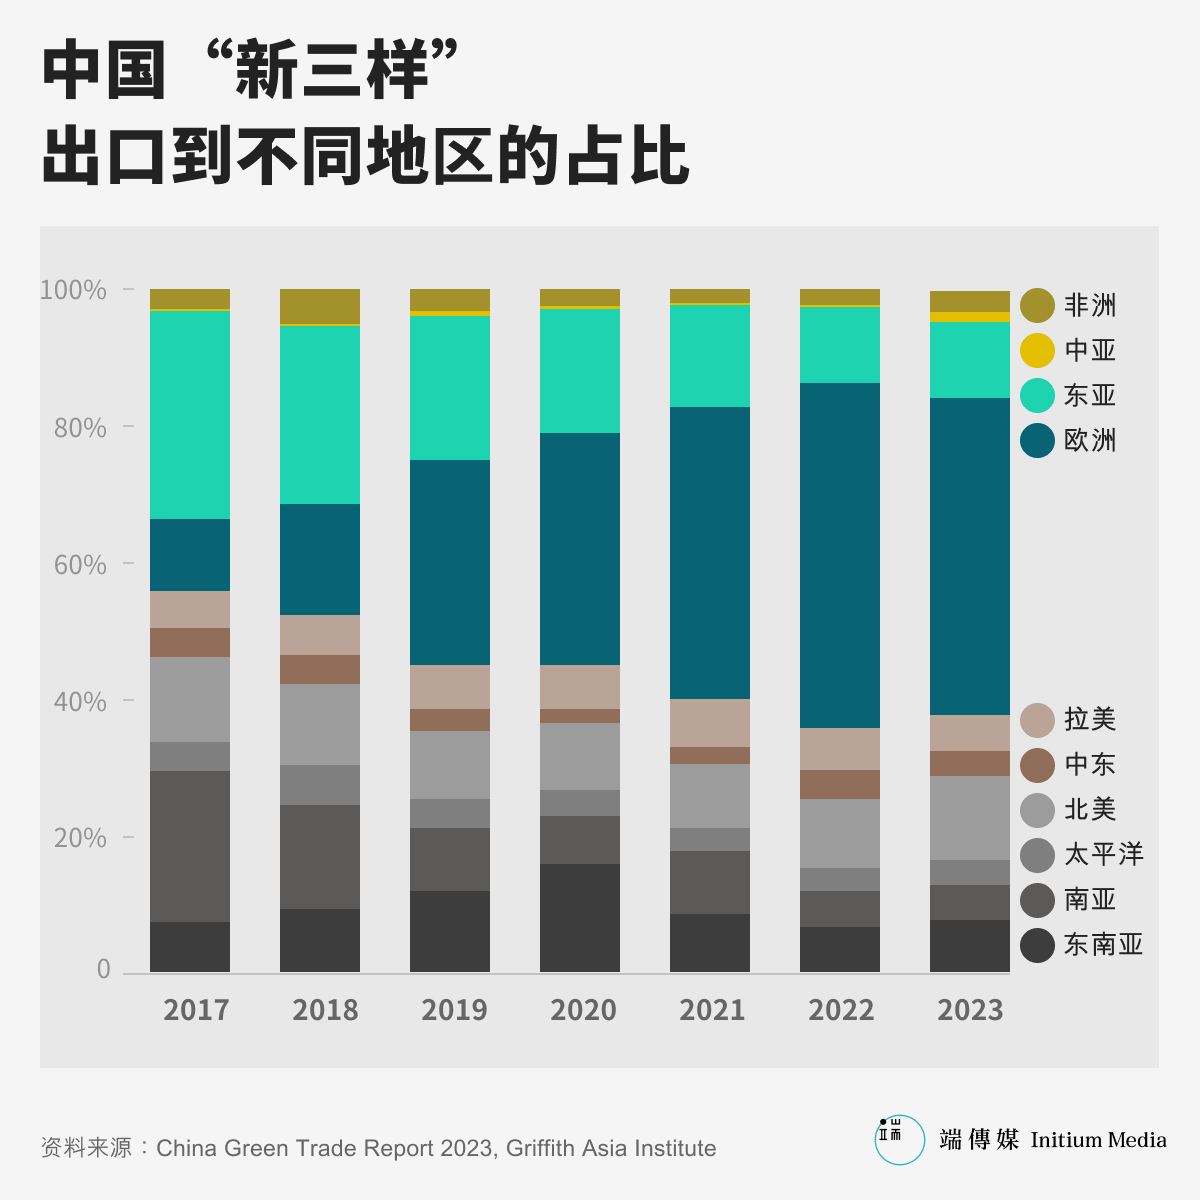 中国“新三样”
出口到不同地区的占比
100%
80%
60%
40%
20%
0
非洲
中亚
东亚
欧洲
拉美
中东
北美
太平洋
南亚
东南亚
2017 2018 2019 2020 2021 2022 2023
资料来源：China Green Trade Report 2023, Griffith Asia Institute
端傳媒 Initium Media